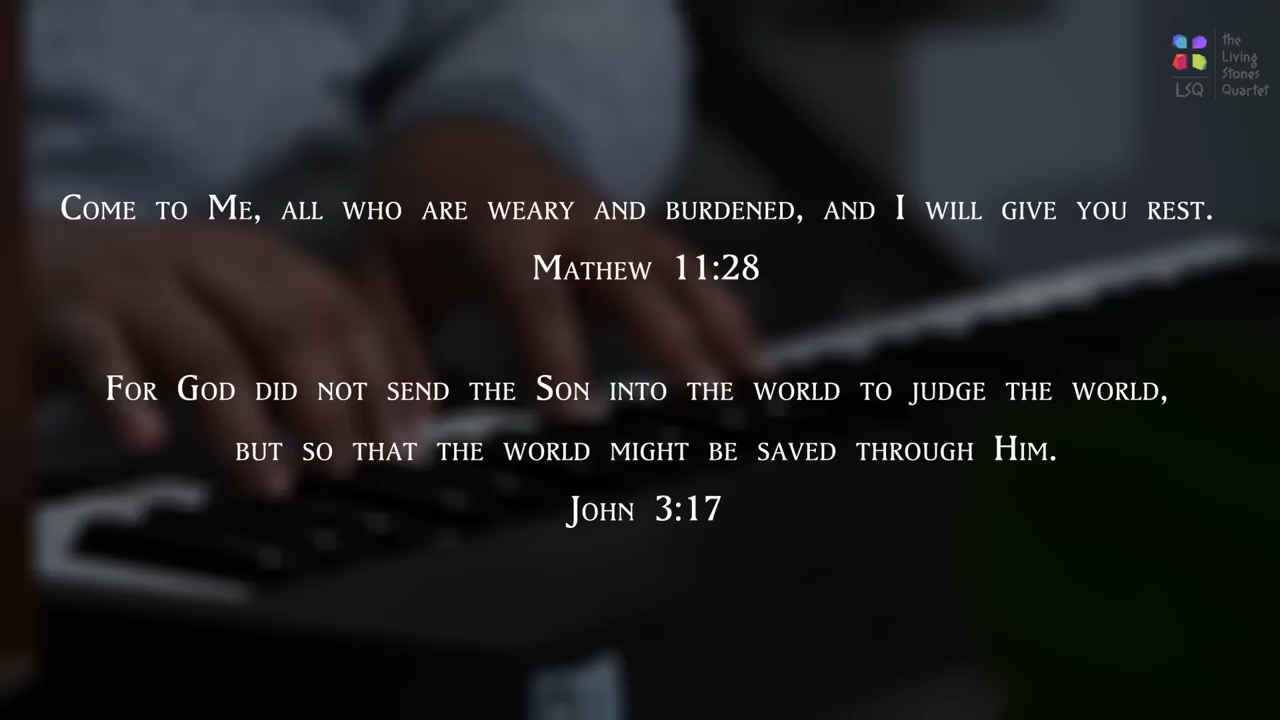 the
Living
Stones
Quartet
LSQ
Come to Me, all who are weary and burdened, and I will give you rest.
Mathew 11:28
For God did not send the Son into the world to judge the world,
but so that the world might be saved through Him.
John 3:17